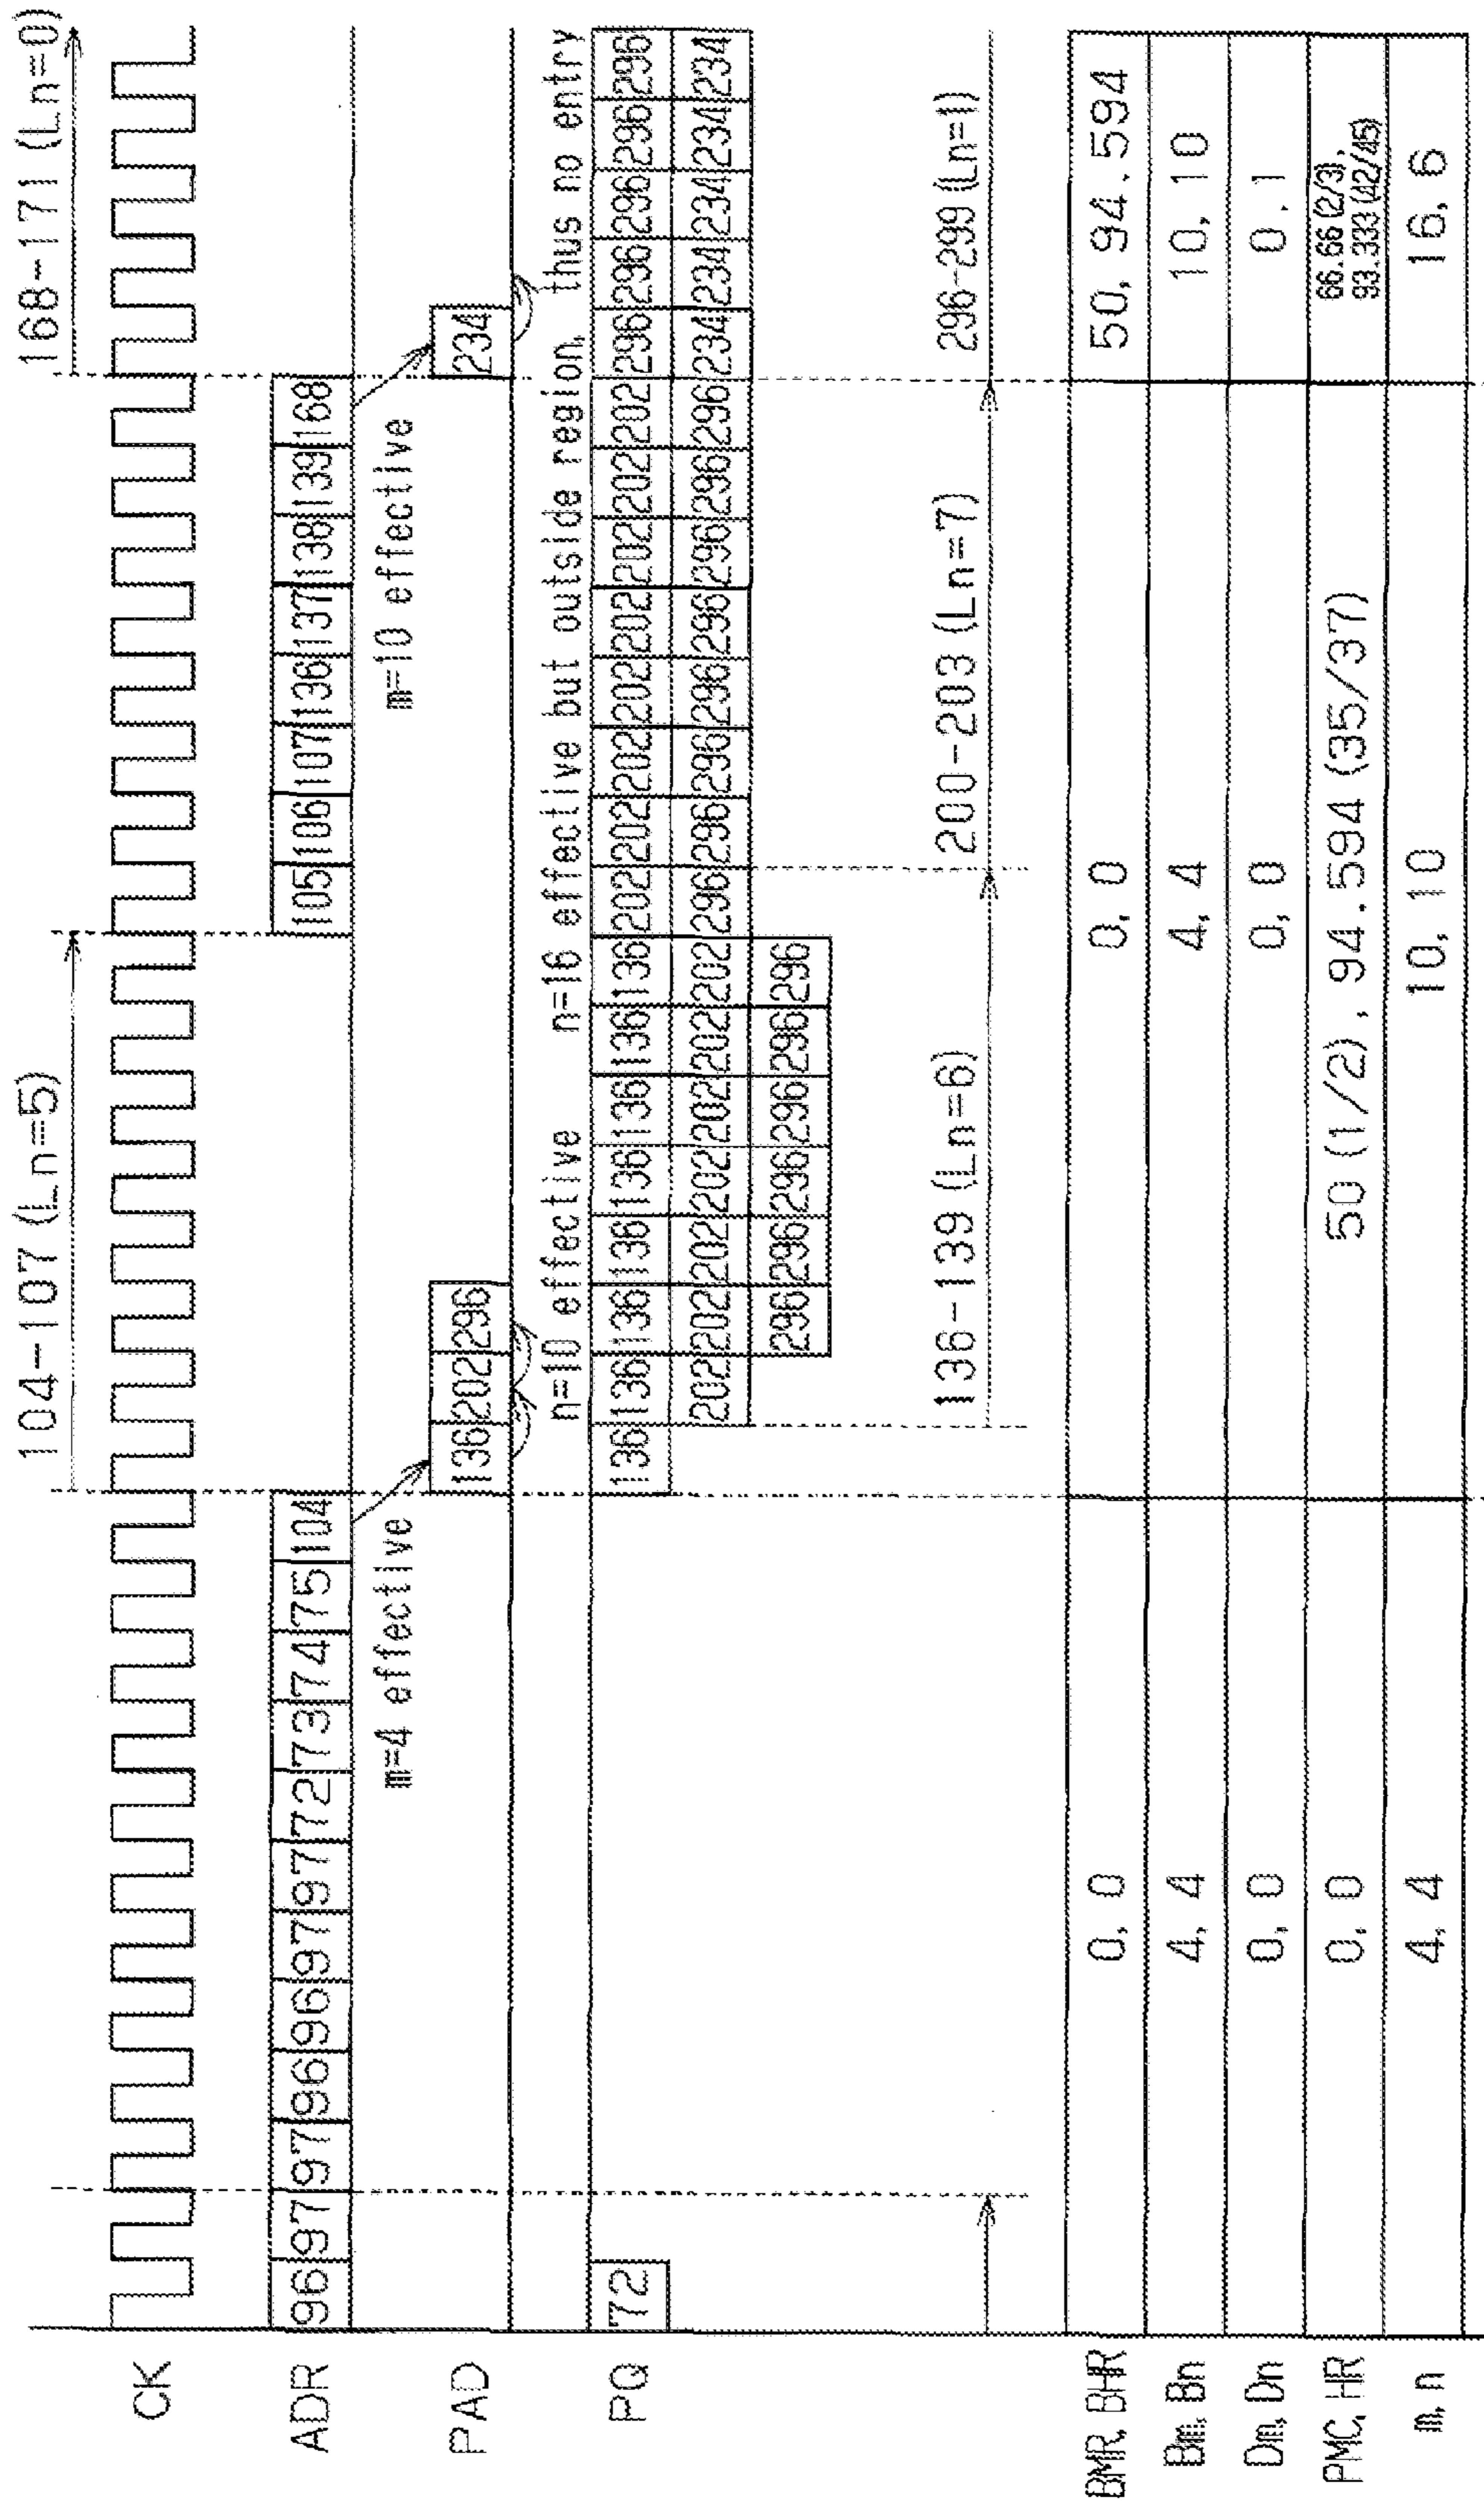 104-107 (Ln=5) 168-171 (Ln=0)
CK
ADR 96 97 97 96 96 97 97 72 73 74 75 104 105 106 107 136 137 138 139 168
m=4 effective m=10 effective
PAD 136 202 296 234
n=10 effective n=16 effective but outside region, thus no entry
PQ 72 136 136 136 136 136 136 136 136 202 202 202 202 202 202 202 202 296 296 296 296 296
202 202 202 202 202 202 202 296 296 296 296 296 296 296 296 234 234 234 234 234
296 296 296 296 296 296
136-139 (Ln=6) 200-203 (Ln=7) 296-299 (Ln=1)
BMR, BHR 0, 0 0, 0 50, 94.594
Bm, Bn 4, 4 4, 4 10, 10
Dm, Dn 0, 0 0, 0 0, 1
PMC, HR 0, 0 50 (1/2), 94.594 (35/37) 66.66 (2/3),
93.333 (42/45)
m, n 4, 4 10, 10 16, 6